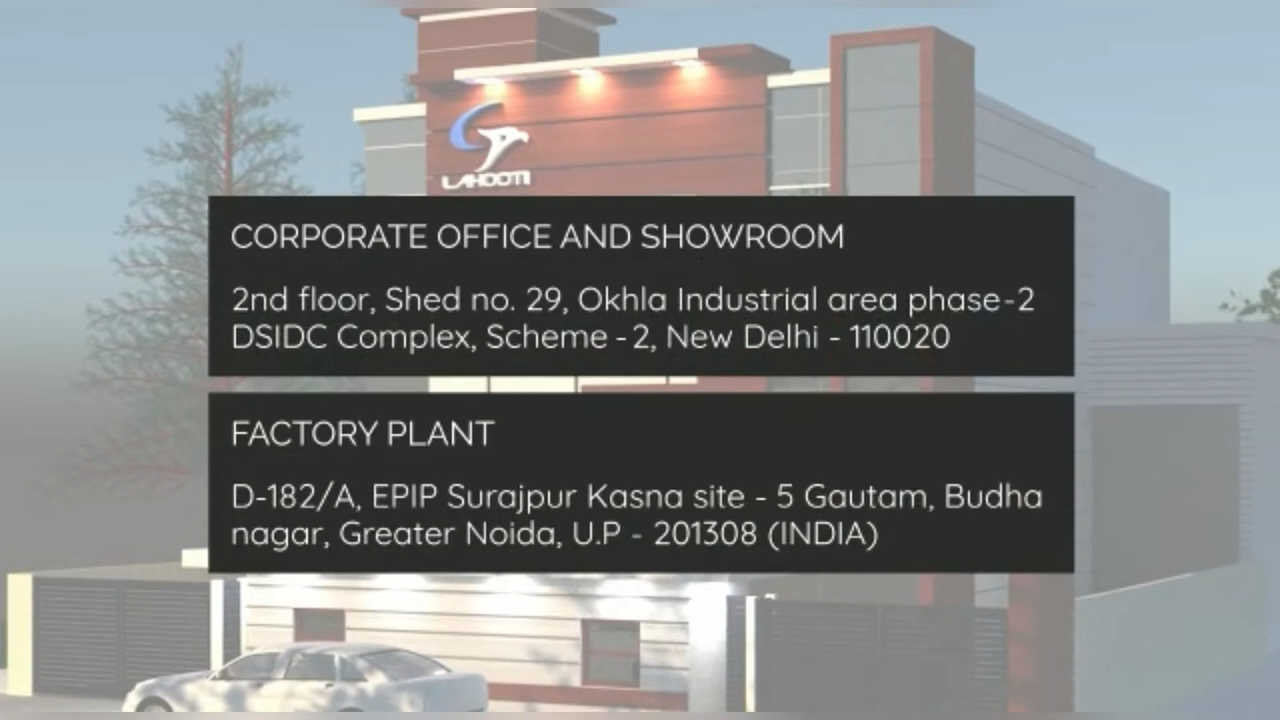 LAHOOTI
CORPORATE OFFICE AND SHOWROOM
2nd floor, Shed no. 29, Okhla Industrial area phase-2
DSIDC Complex, Scheme -2, New Delhi - 110020
FACTORY PLANT
D-182/A, EPIP Surajpur Kasna site - 5 Gautam, Budha
nagar, Greater Noida, U.P - 201308 (INDIA)